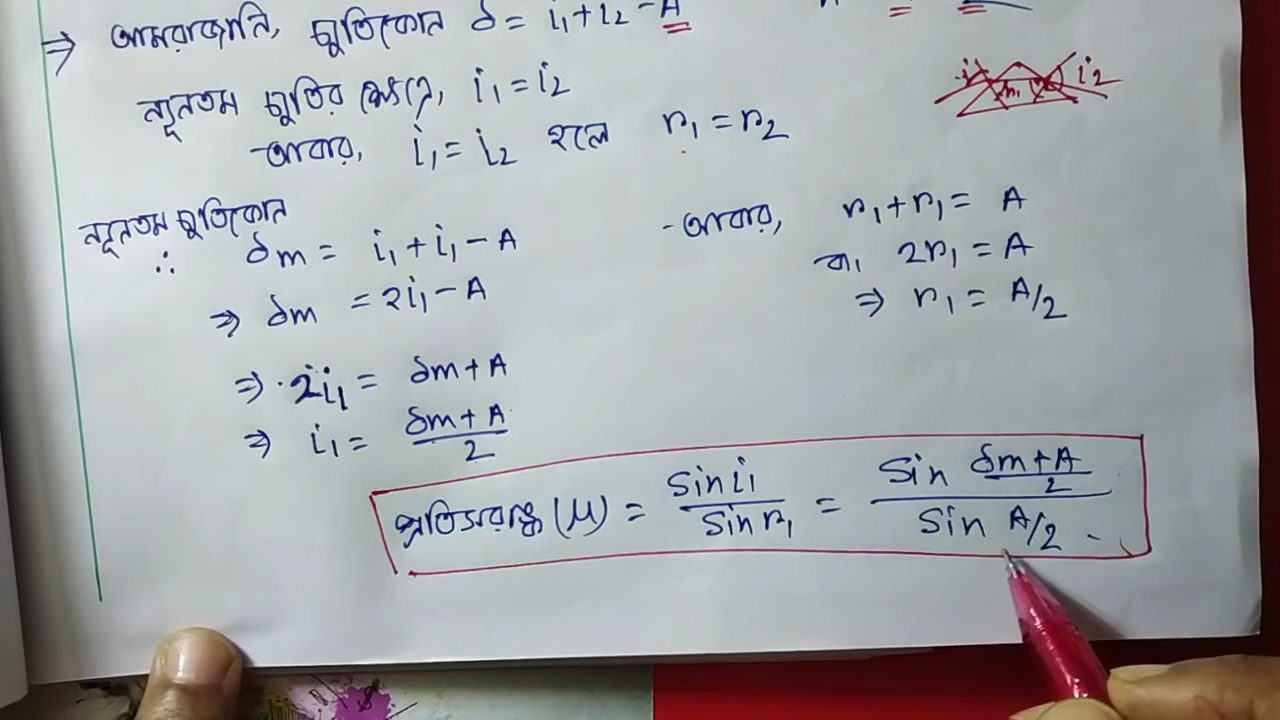 ⇒ আমরাজানি, চ্যুতিকোন δ = i₁+i₂-A
ন্যূনতম চ্যুতির ক্ষেত্রে, i₁ = i₂
i₂
r₁
আবার, i₁ = i₂ হলে r₁ = r₂
ন্যূনতম চ্যুতিকোন
∴ δm = i₁+i₁-A
⇒ δm = 2i₁-A
⇒ 2i₁ = δm+A
⇒ i₁ = (δm+A)/2
আবার, r₁+r₁ = A
বা, 2r₁ = A
⇒ r₁ = A/2
প্রতিসরাঙ্ক (μ) = Sin i₁ / Sin r₁ = Sin (δm+A)/2 / Sin A/2